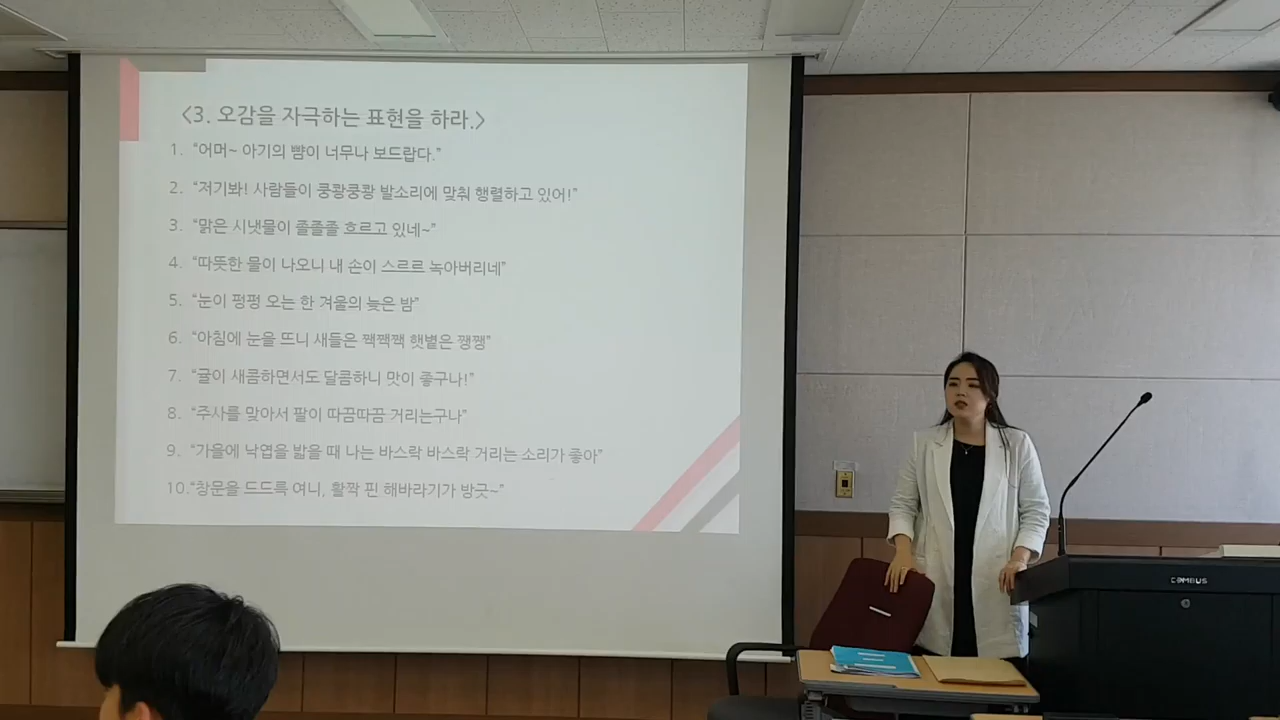 <3. 오감을 자극하는 표현을 하라.>
1. “어머~ 아기의 뺨이 너무나 보드랍다.”
2. “저기봐! 사람들이 쿵쾅쿵쾅 발소리에 맞춰 행렬하고 있어!”
3. “맑은 시냇물이 졸졸졸 흐르고 있네~”
4. “따뜻한 물이 나오니 내 손이 스르르 녹아버리네”
5. “눈이 펑펑 오는 한 겨울의 늦은 밤”
6. “아침에 눈을 뜨니 새들은 짹짹짹 햇볕은 쨍쨍”
7. “귤이 새콤하면서도 달콤하니 맛이 좋구나!”
8. “주사를 맞아서 팔이 따끔따끔 거리는구나”
9. “가을에 낙엽을 밟을 때 나는 바스락 바스락 거리는 소리가 좋아”
10.“창문을 드드륵 여니, 활짝 핀 해바라기가 방긋~”
COMBUS